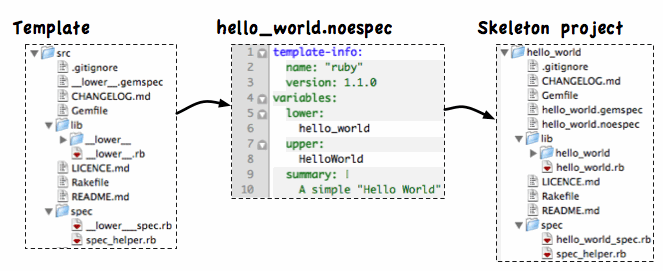 Template
src
.gitignore
__lower__.gemspec
CHANGELOG.md
Gemfile
lib
__lower__
__lower__.rb
LICENCE.md
Rakefile
README.md
spec
__lower___spec.rb
spec_helper.rb
hello_world.noespec
1 template-info:
2 name: "ruby"
3 version: 1.1.0
4 variables:
5 lower:
6 hello_world
7 upper:
8 HelloWorld
9 summary: |
10 A simple "Hello World"
Skeleton project
hello_world
.gitignore
CHANGELOG.md
Gemfile
hello_world.gemspec
hello_world.noespec
lib
hello_world
hello_world.rb
LICENCE.md
Rakefile
README.md
spec
hello_world_spec.rb
spec_helper.rb